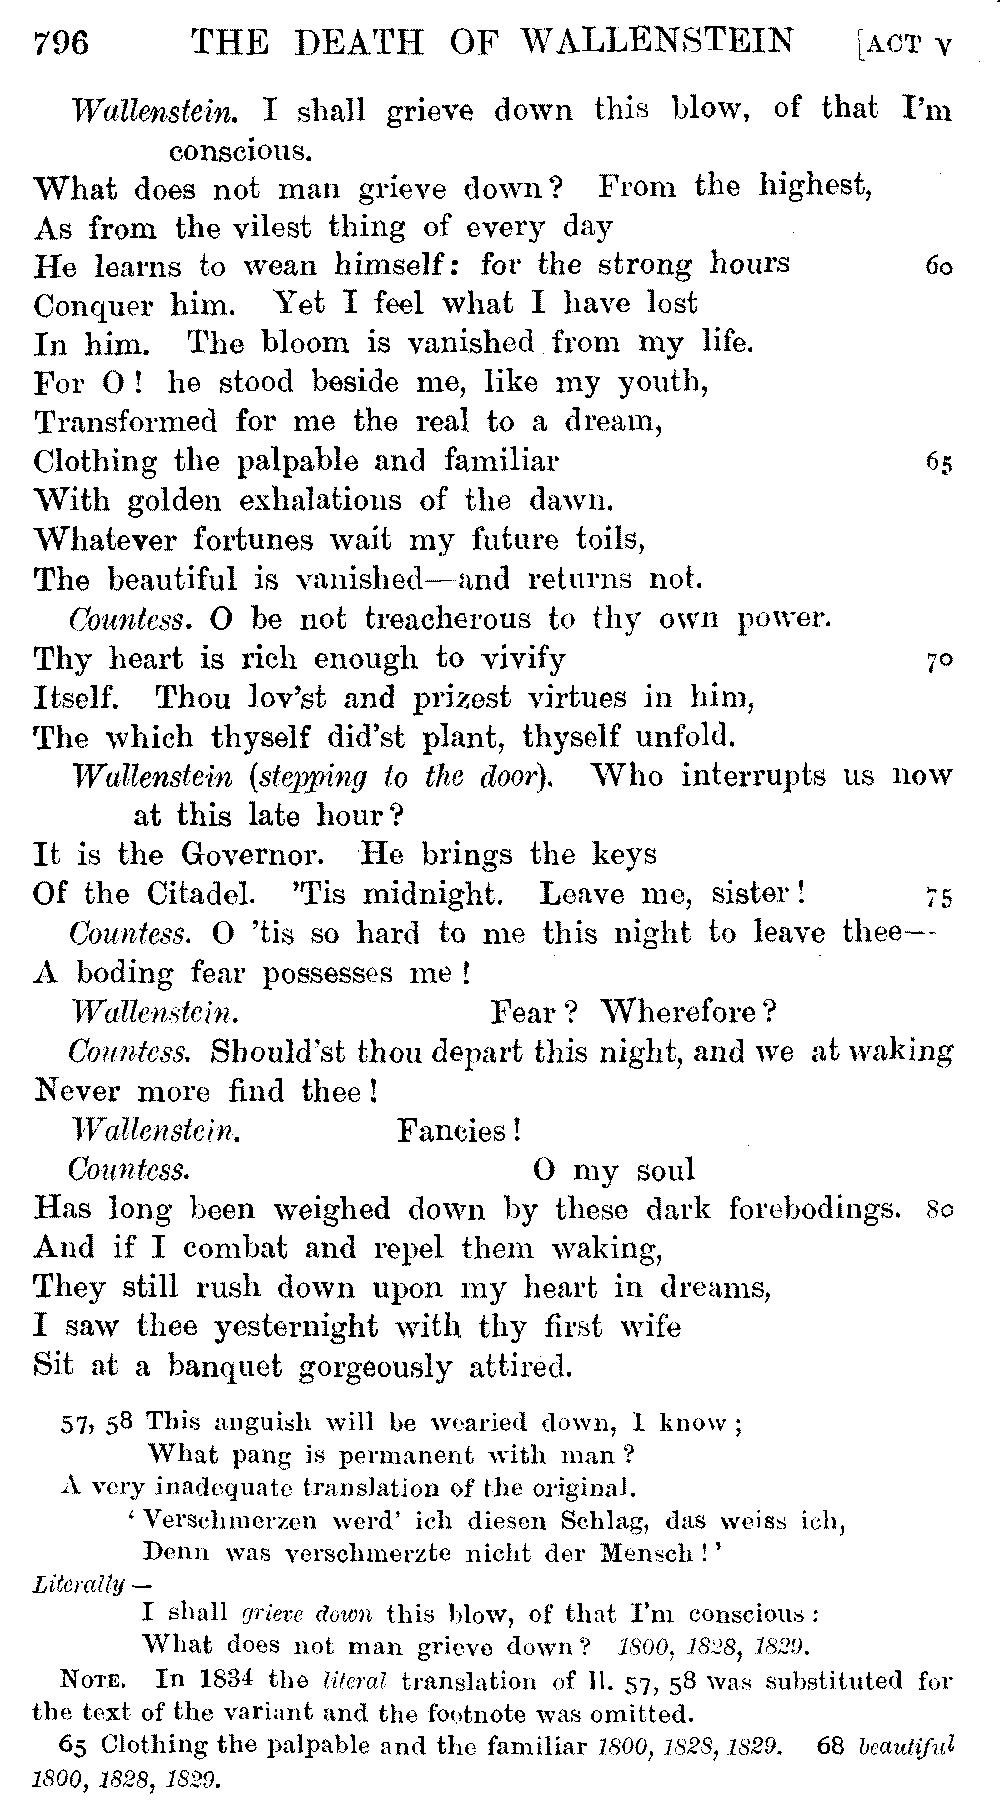 796 THE DEATH OF WALLENSTEIN [ACT V
Wallenstein. I shall grieve down this blow, of that I'm
conscious.
What does not man grieve down? From the highest,
As from the vilest thing of every day
He learns to wean himself: for the strong hours 60
Conquer him. Yet I feel what I have lost
In him. The bloom is vanished from my life.
For O! he stood beside me, like my youth,
Transformed for me the real to a dream,
Clothing the palpable and familiar 65
With golden exhalations of the dawn.
Whatever fortunes wait my future toils,
The beautiful is vanished—and returns not.
Countess. O be not treacherous to thy own power.
Thy heart is rich enough to vivify 70
Itself. Thou lov'st and prizest virtues in him,
The which thyself did'st plant, thyself unfold.
Wallenstein (stepping to the door). Who interrupts us now
at this late hour?
It is the Governor. He brings the keys
Of the Citadel. 'Tis midnight. Leave me, sister! 75
Countess. O 'tis so hard to me this night to leave thee—
A boding fear possesses me!
Wallenstein. Fear? Wherefore?
Countess. Should'st thou depart this night, and we at waking
Never more find thee!
Wallenstein. Fancies!
Countess. O my soul
Has long been weighed down by these dark forebodings. 80
And if I combat and repel them waking,
They still rush down upon my heart in dreams,
I saw thee yesternight with thy first wife
Sit at a banquet gorgeously attired.
57, 58 This anguish will be wearied down, I know;
What pang is permanent with man?
A very inadequate translation of the original.
'Verschmerzen werd' ich diesen Schlag, das weiss ich,
Denn was verschmerzte nicht der Mensch!'
Literally—
I shall grieve down this blow, of that I'm conscious:
What does not man grieve down? 1800, 1828, 1829.
NOTE. In 1834 the literal translation of ll. 57, 58 was substituted for
the text of the variant and the footnote was omitted.
65 Clothing the palpable and the familiar 1800, 1828, 1829. 68 beautiful
1800, 1828, 1829.